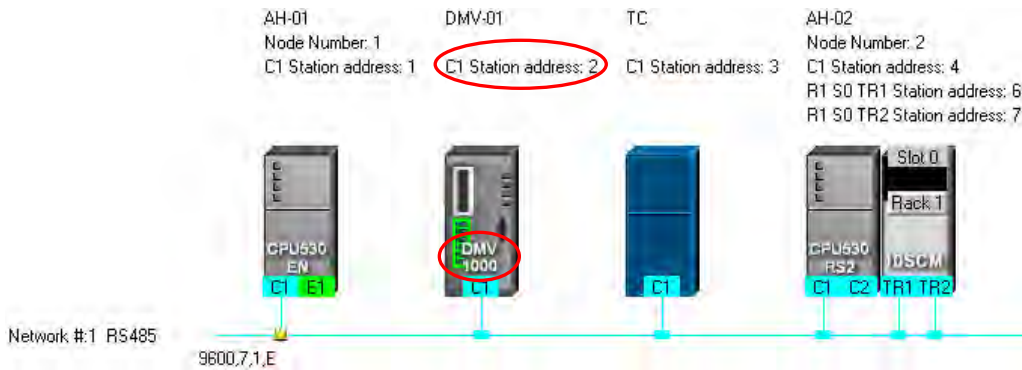 AH-01
Node Number: 1
C1 Station address: 1
DMV-01
C1 Station address: 2
TC
C1 Station address: 3
AH-02
Node Number: 2
C1 Station address: 4
R1 S0 TR1 Station address: 6
R1 S0 TR2 Station address: 7
CPU530
EN
C1 E1
DMV
1000
C1
C1
CPU530
RS2
C1 C2
Slot 0
Rack 1
10SCM
TR1 TR2
Network #:1 RS485
9600,7,1,E